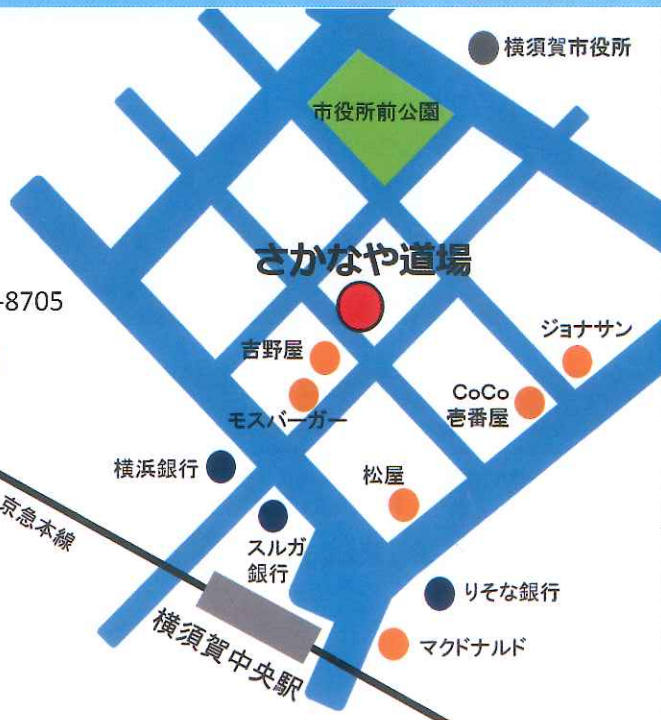 横須賀市役所
市役所前公園
さかなや道場
-8705
ジョナサン
吉野屋
CoCo
壱番屋
モスバーガー
横浜銀行
松屋
京急本線
スルガ
銀行
りそな銀行
横須賀中央駅
マクドナルド